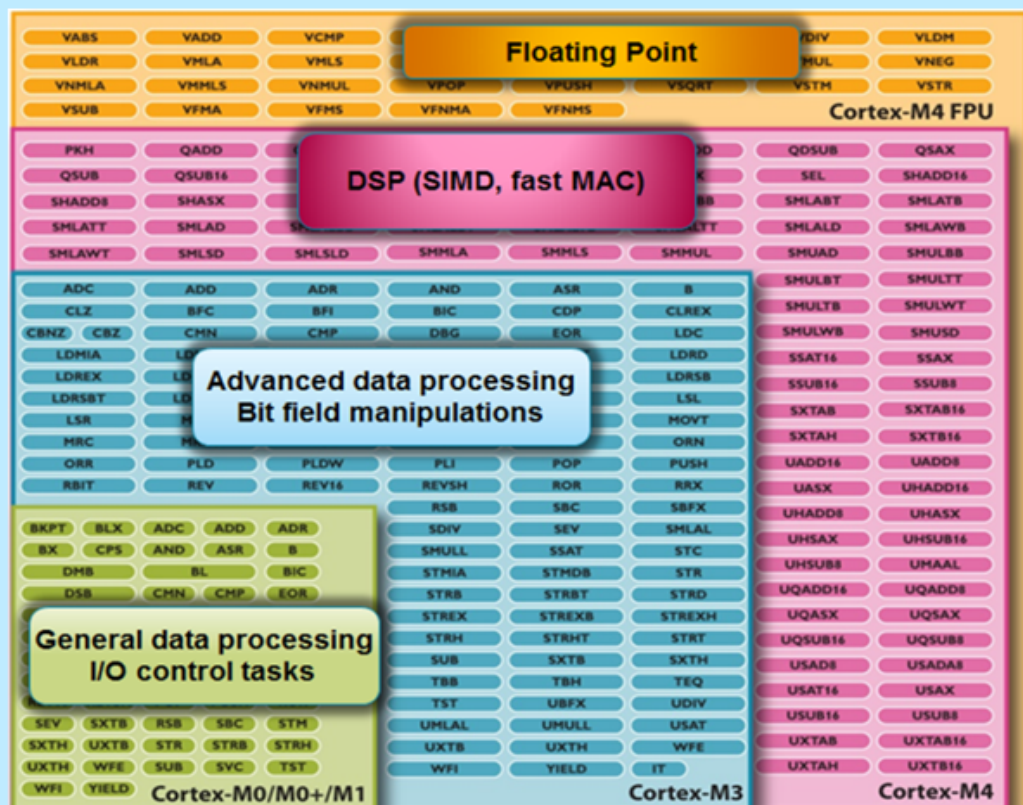 VABS VADD VCMP VDIV VLDM
Floating Point
VLDR VMLA VMLS VMUL VNEG
VNMLA VMMLS VNMUL VPOP VPUSH VSQRT VSTM VSTR
VSUB VFMA VFMS VFNMA VFNMS
Cortex-M4 FPU
PKH QADD QDSUB QSAX
QSUB QSUB16 SEL SHADD16
DSP (SIMD, fast MAC)
SHADD8 SHASX SMLABT SMLATB
SMLATT SMLAD SMLALD SMLAWB
SMLAWT SMLSD SMLSLD SMMLA SMMLS SMMUL SMUAD SMULBB
SMULBT SMULTT
SMULTB SMULWT
SMULWB SMUSD
SSAT16 SSAX
SSUB16 SSUB8
SXTAB SXTAB16
SXTAH SXTB16
UADD16 UADD8
UASX UHADD16
UHADD8 UHASX
UHSAX UHSUB16
UHSUB8 UMAAL
UQADD16 UQADD8
UQASX UQSAX
UQSUB16 UQSUB8
USAD8 USADA8
USAT16 USAX
USUB16 USUB8
UXTAB UXTAB16
UXTAH UXTB16
Cortex-M4
ADC ADD ADR AND ASR B
CLZ BFC BFI BIC CDP CLREX
CBNZ CBZ CMN CMP DBG EOR LDC
LDMIA LDRD
LDREX LDRSB
Advanced data processing
Bit field manipulations
LDRSBT LSL
LSR MOVT
MRC ORN
ORR PLD PLDW PLI POP PUSH
RBIT REV REV16 REVSH ROR RRX
RSB SBC SBFX
SDIV SEV SMLAL
SMULL SSAT STC
STMIA STMDB STR
STRB STRBT STRD
STREX STREXB STREXH
STRH STRHT STRT
SUB SXTB SXTH
TBB TBH TEQ
TST UBFX UDIV
UMLAL UMULL USAT
UXTB UXTH WFE
WFI YIELD IT
Cortex-M3
BKPT BLX ADC ADD ADR
BX CPS AND ASR B
DMB BL BIC
DSB CMN CMP EOR
General data processing
I/O control tasks
SEV SXTB RSB SBC STM
SXTH UXTB STR STRB STRH
UXTH WFE SUB SVC TST
WFI YIELD
Cortex-M0/M0+/M1